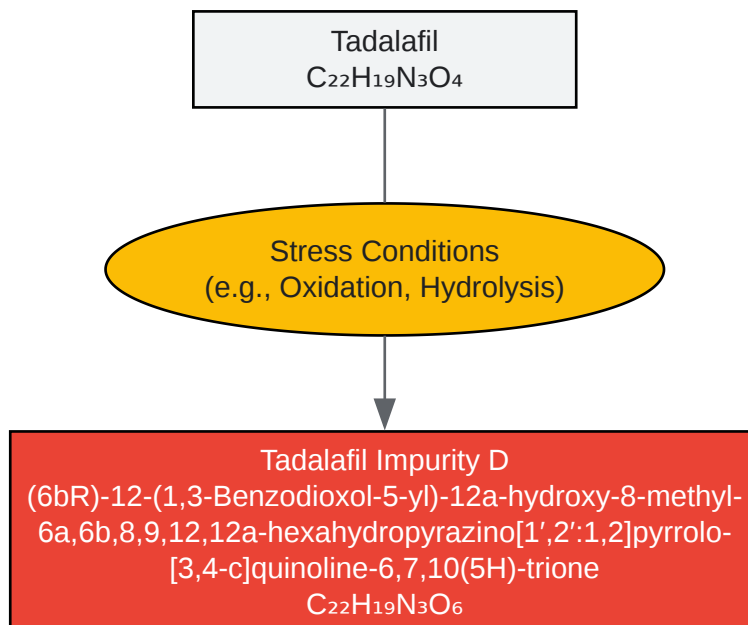 Tadalafil
C₂₂H₁₉N₃O₄
Stress Conditions
(e.g., Oxidation, Hydrolysis)
Tadalafil Impurity D
(6bR)-12-(1,3-Benzodioxol-5-yl)-12a-hydroxy-8-methyl-
6a,6b,8,9,12,12a-hexahydropyrazino[1′,2′:1,2]pyrrolo-
[3,4-c]quinoline-6,7,10(5H)-trione
C₂₂H₁₉N₃O₆